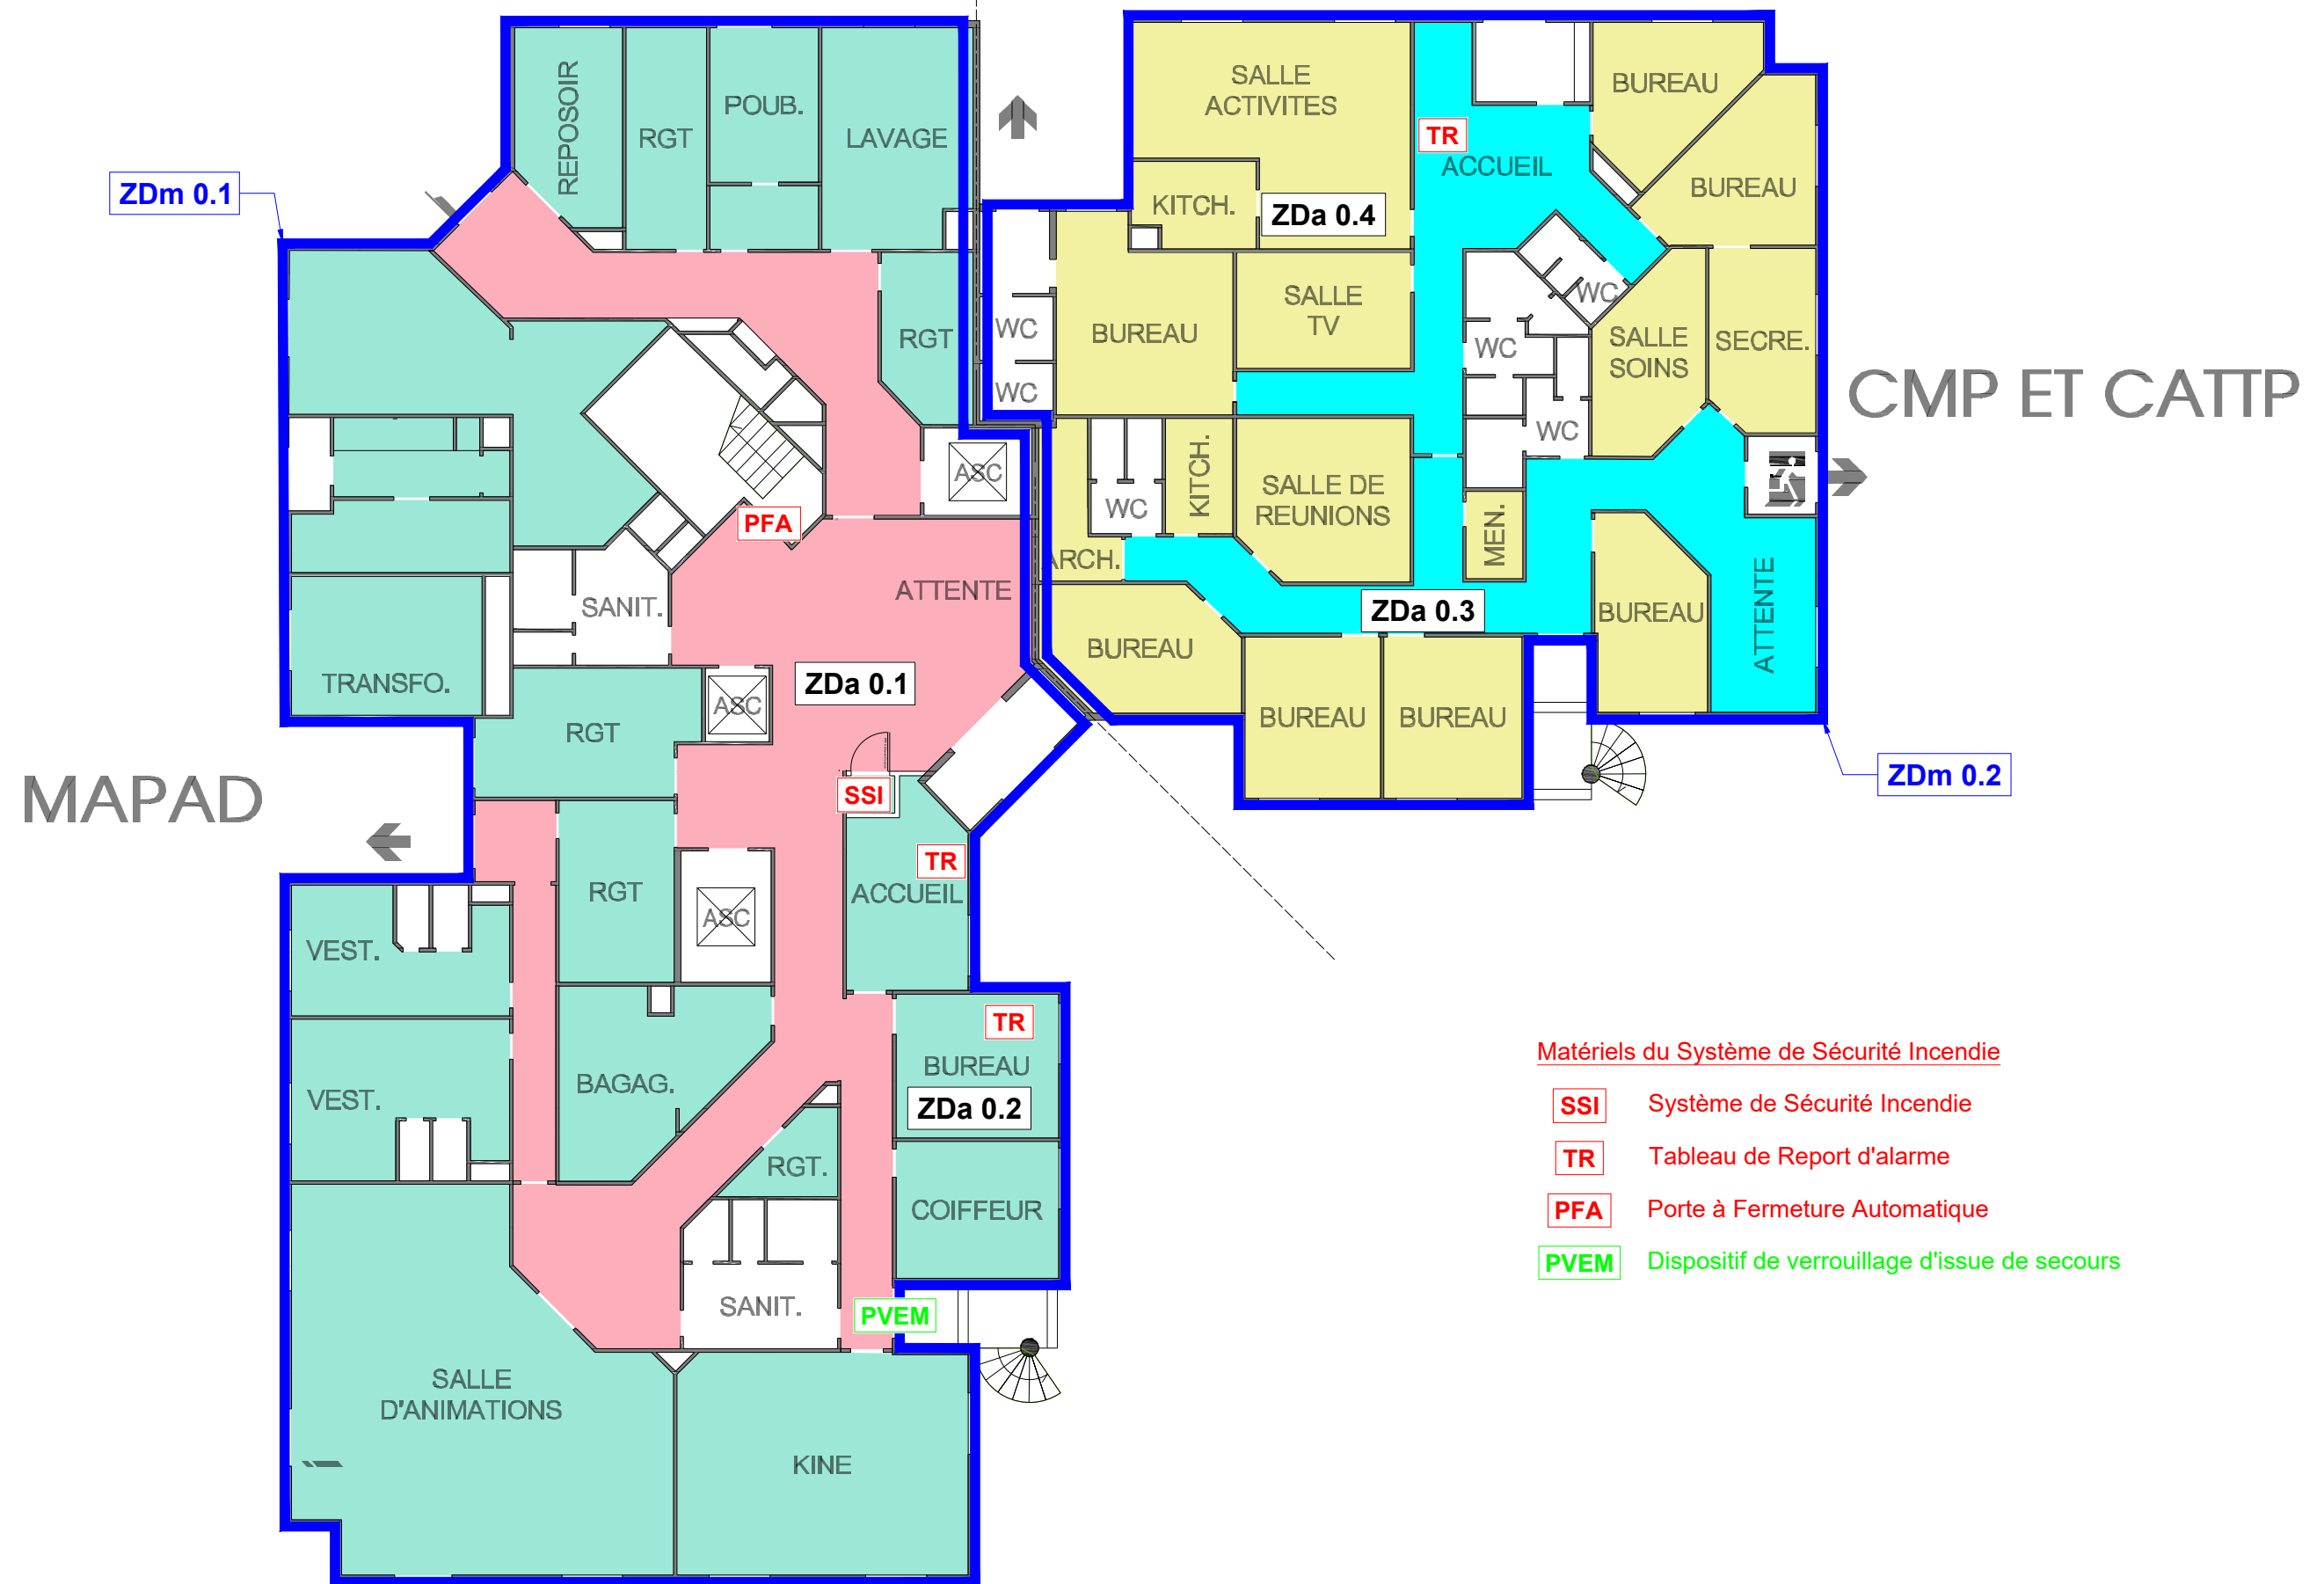 REPOSOIR
RGT
POUB.
LAVAGE
ZDm 0.1
RGT
ASC
PFA
ATTENTE
SANIT.
TRANSFO.
ZDa 0.1
ASC
RGT
MAPAD
SSI
TR
ACCUEIL
RGT
ASC
VEST.
VEST.
BAGAG.
TR
BUREAU
ZDa 0.2
RGT.
COIFFEUR
SANIT.
PVEM
SALLE
D'ANIMATIONS
KINE
SALLE
ACTIVITES
TR
ACCUEIL
BUREAU
BUREAU
KITCH.
ZDa 0.4
WC
WC
WC
BUREAU
SALLE
TV
WC
SALLE
SOINS
SECRE.
CMP ET CATTP
WC
WC
KITCH.
SALLE DE
REUNIONS
MEN.
ARCH.
ZDa 0.3
BUREAU
ATTENTE
BUREAU
BUREAU
BUREAU
ZDm 0.2
Matériels du Système de Sécurité Incendie
SSI Système de Sécurité Incendie
TR Tableau de Report d'alarme
PFA Porte à Fermeture Automatique
PVEM Dispositif de verrouillage d'issue de secours